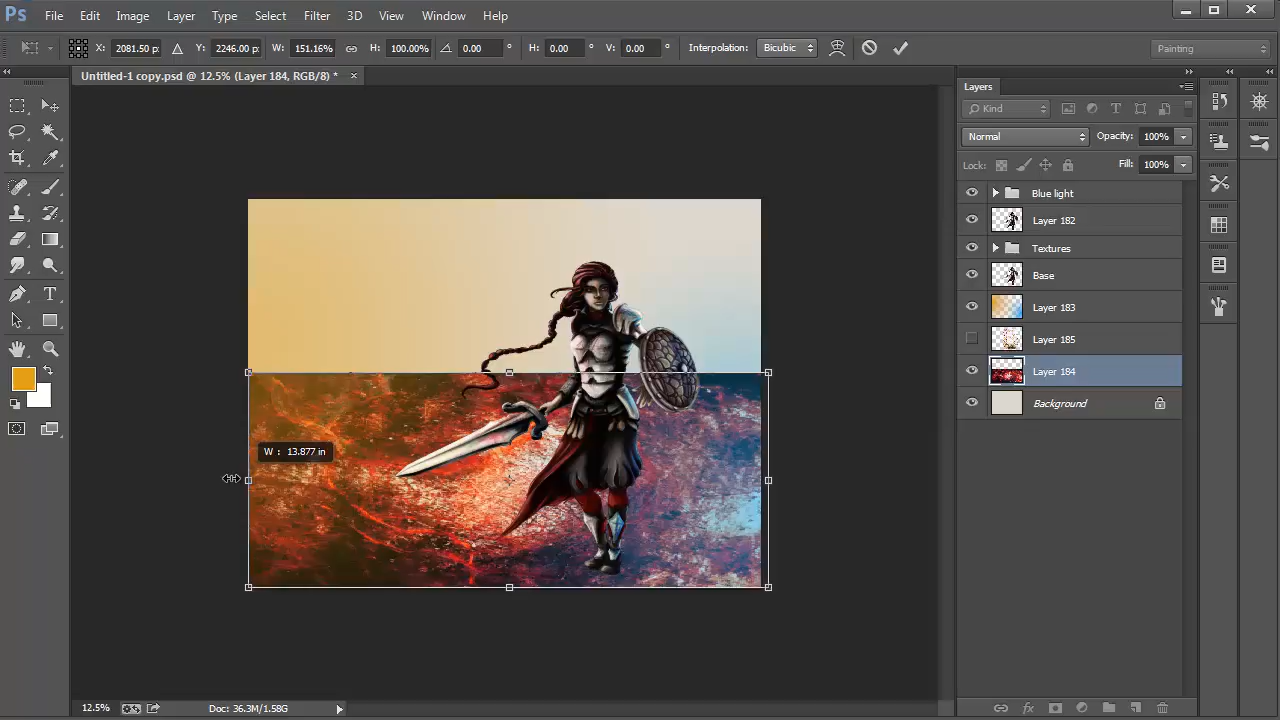 Ps File Edit Image Layer Type Select Filter 3D View Window Help
X: 2081.50 p: Y: 2246.00 p: W: 151.16% H: 100.00% 0.00 ° H: 0.00 ° V: 0.00 ° Interpolation: Bicubic Painting
Untitled-1 copy.psd @ 12.5% (Layer 184, RGB/8) * ×
Layers
Kind
Normal Opacity: 100%
Lock: Fill: 100%
Blue light
Layer 182
Textures
Base
Layer 183
Layer 185
Layer 184
Background
W : 13.877 in
12.5% Doc: 36.3M/1.58G